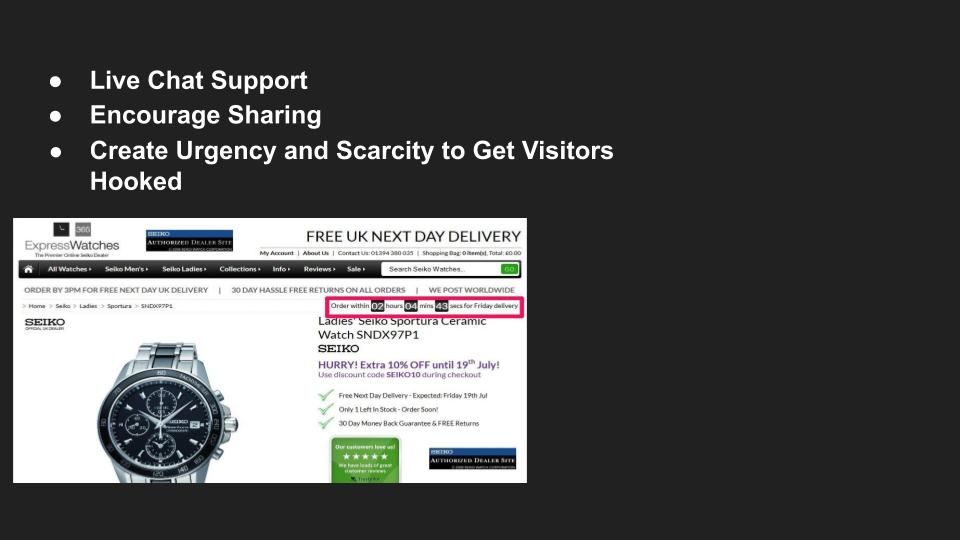 ● Live Chat Support
● Encourage Sharing
● Create Urgency and Scarcity to Get Visitors
Hooked
365
ExpressWatches
The Premier Online Seiko Dealer
SEIKO
AUTHORIZED DEALER SITE
FREE UK NEXT DAY DELIVERY
My Account | About Us | Contact Us: 01394 380 035 | Shopping Bag: 0 item(s), Total: £0.00
All Watches Seiko Men's Seiko Ladies Collections Info Reviews Sale Search Seiko Watches... GO
ORDER BY 3PM FOR FREE NEXT DAY UK DELIVERY | 30 DAY HASSLE FREE RETURNS ON ALL ORDERS | WE POST WORLDWIDE
> Home > Seiko > Ladies > Sportura > SNDX97P1
Order within 02 hours 04 mins 43 secs for Friday delivery
SEIKO
OFFICIAL UK DEALER
Ladies' Seiko Sportura Ceramic
Watch SNDX97P1
SEIKO
HURRY! Extra 10% OFF until 19th July!
Use discount code SEIKO10 during checkout
Free Next Day Delivery - Expected: Friday 19th Jul
Only 1 Left In Stock - Order Soon!
30 Day Money Back Guarantee & FREE Returns
SEIKO
Our customers love us!
We have loads of great
customer reviews
Trustpilot
SEIKO
AUTHORIZED DEALER SITE